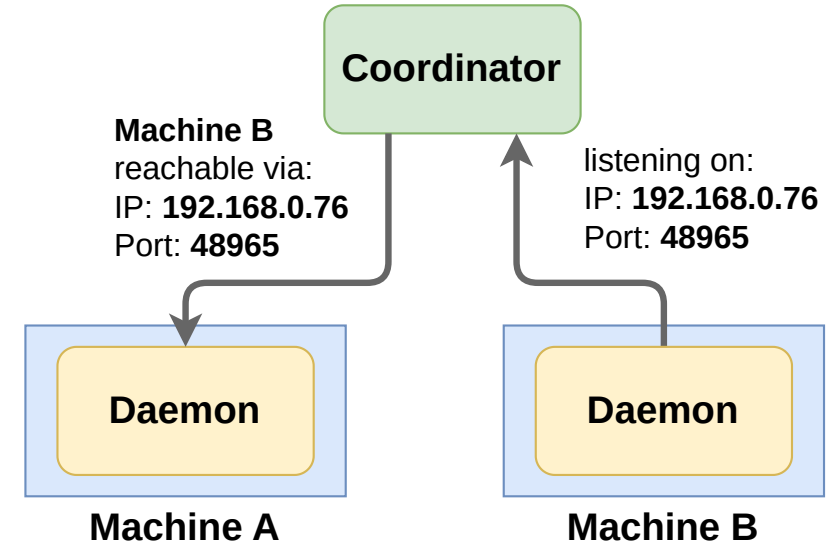 Coordinator
Machine B
reachable via:
IP: 192.168.0.76
Port: 48965
listening on:
IP: 192.168.0.76
Port: 48965
Daemon
Daemon
Machine A
Machine B